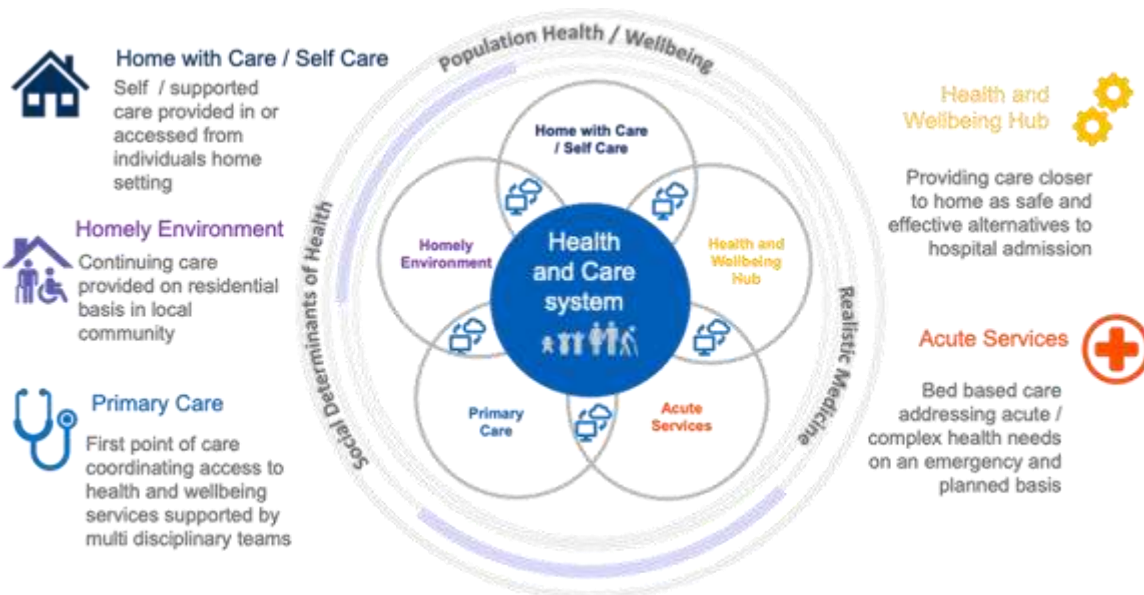 Population Health / Wellbeing
Social Determinants of Health
Realistic Medicine
Home with Care / Self Care
Self / supported
care provided in or
accessed from
individuals home
setting
Homely Environment
Continuing care
provided on residential
basis in local
community
Primary Care
First point of care
coordinating access to
health and wellbeing
services supported by
multi disciplinary teams
Home with Care
/ Self Care
Homely
Environment
Health and
Wellbeing
Hub
Primary
Care
Acute
Services
Health
and Care
system
Health and
Wellbeing Hub
Providing care closer
to home as safe and
effective alternatives to
hospital admission
Acute Services
Bed based care
addressing acute /
complex health needs
on an emergency and
planned basis